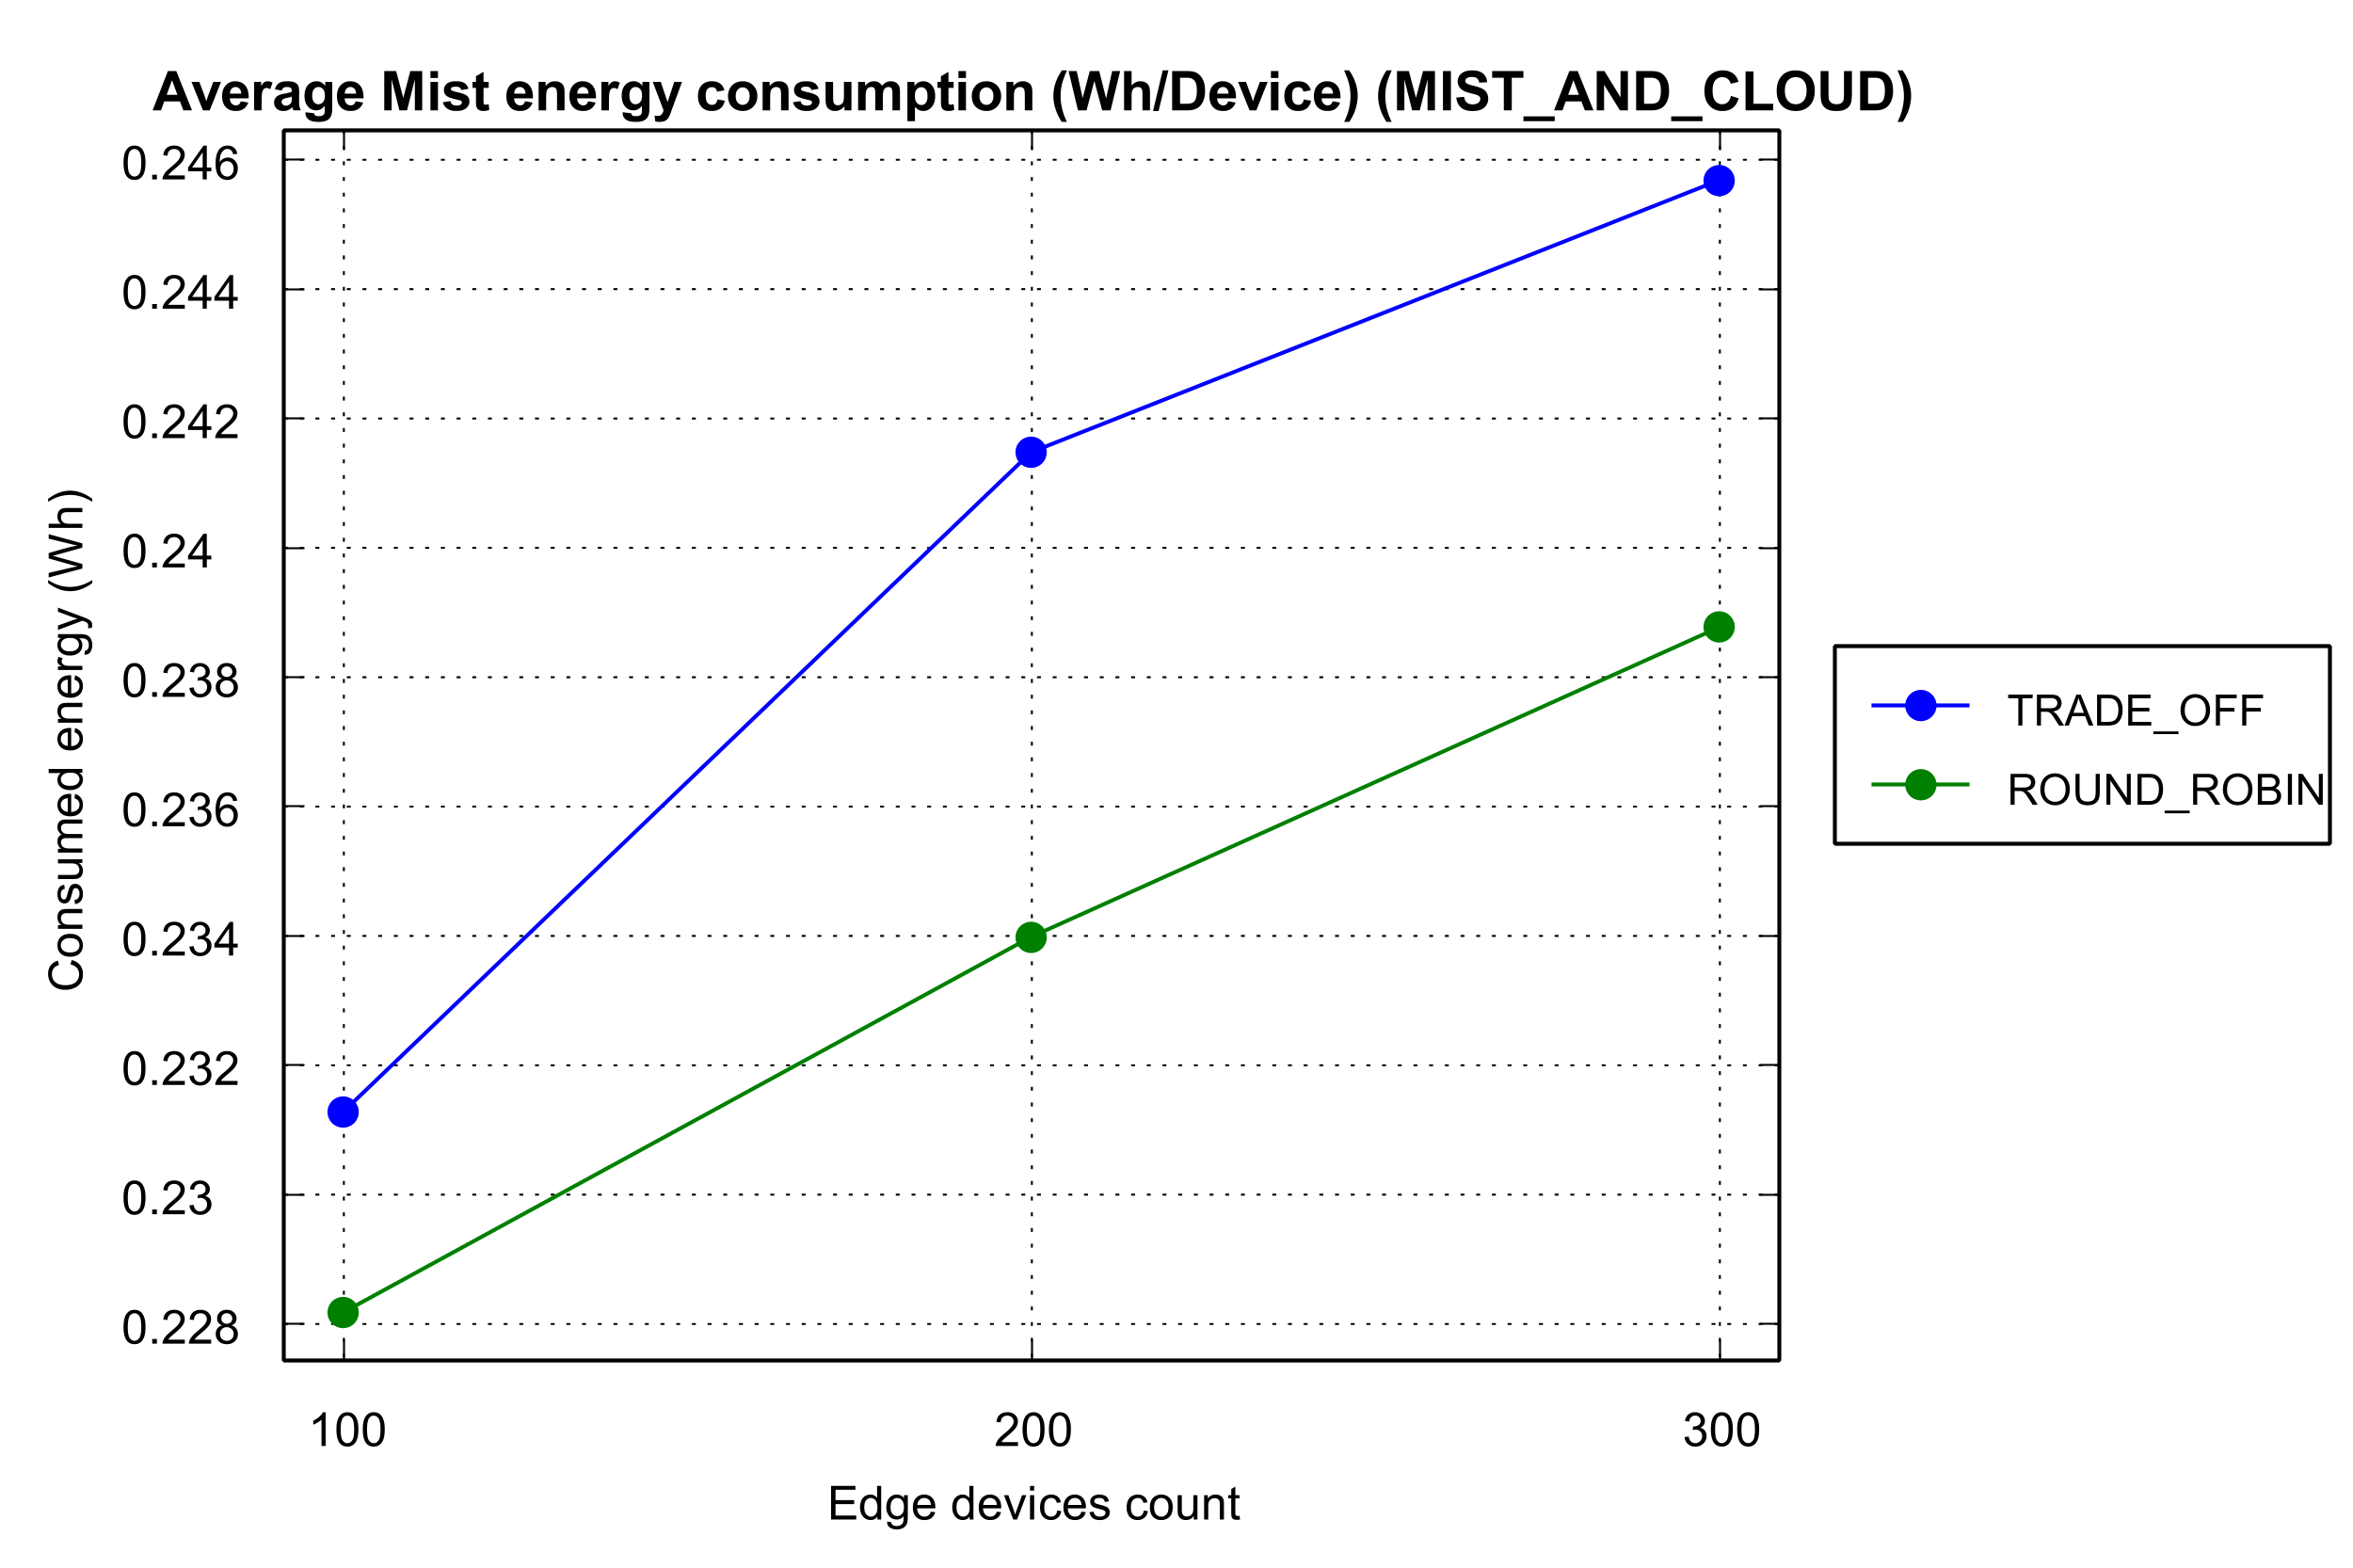 Average Mist energy consumption (Wh/Device) (MIST_AND_CLOUD)
0.246
0.244
0.242
0.24
0.238
0.236
0.234
0.232
0.23
0.228
Consumed energy (Wh)
100 200 300
Edge devices count
TRADE_OFF
ROUND_ROBIN